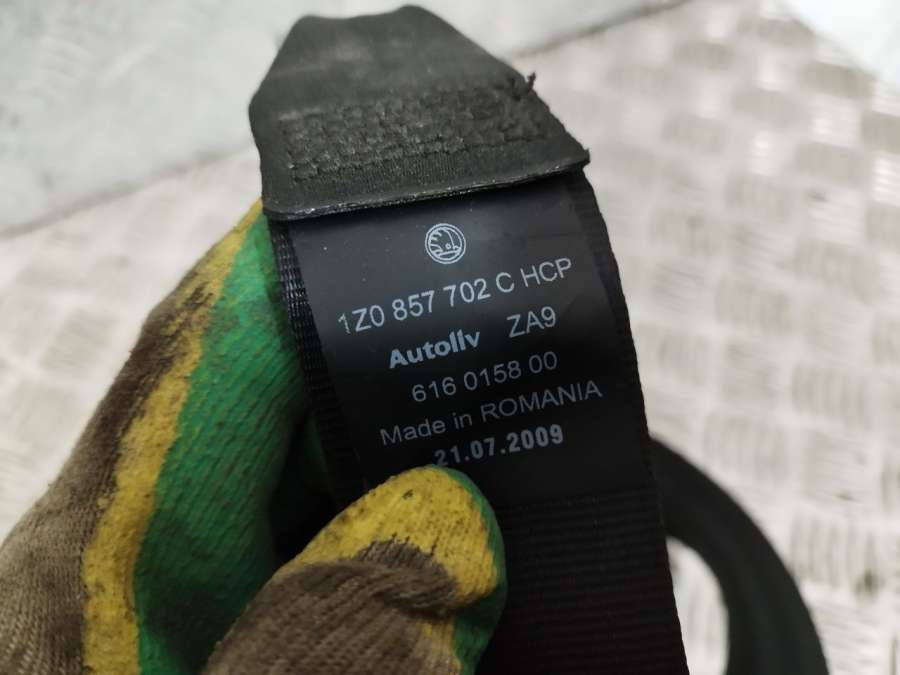 1Z0 857 702 C HCP
Autoliv ZA9
616 0158 00
Made in ROMANIA
21.07.2009